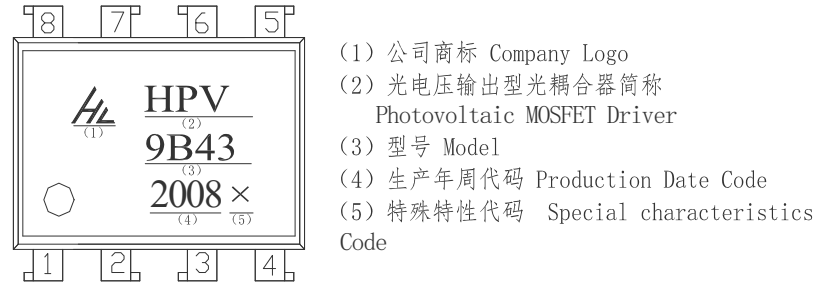 8 7 6 5
HL
(1)
HPV
(2)
9B43
(3)
2008 ×
(4) (5)
1 2 3 4
(1) 公司商标 Company Logo
(2) 光电压输出型光耦合器简称
Photovoltaic MOSFET Driver
(3) 型号 Model
(4) 生产年周代码 Production Date Code
(5) 特殊特性代码 Special characteristics
Code